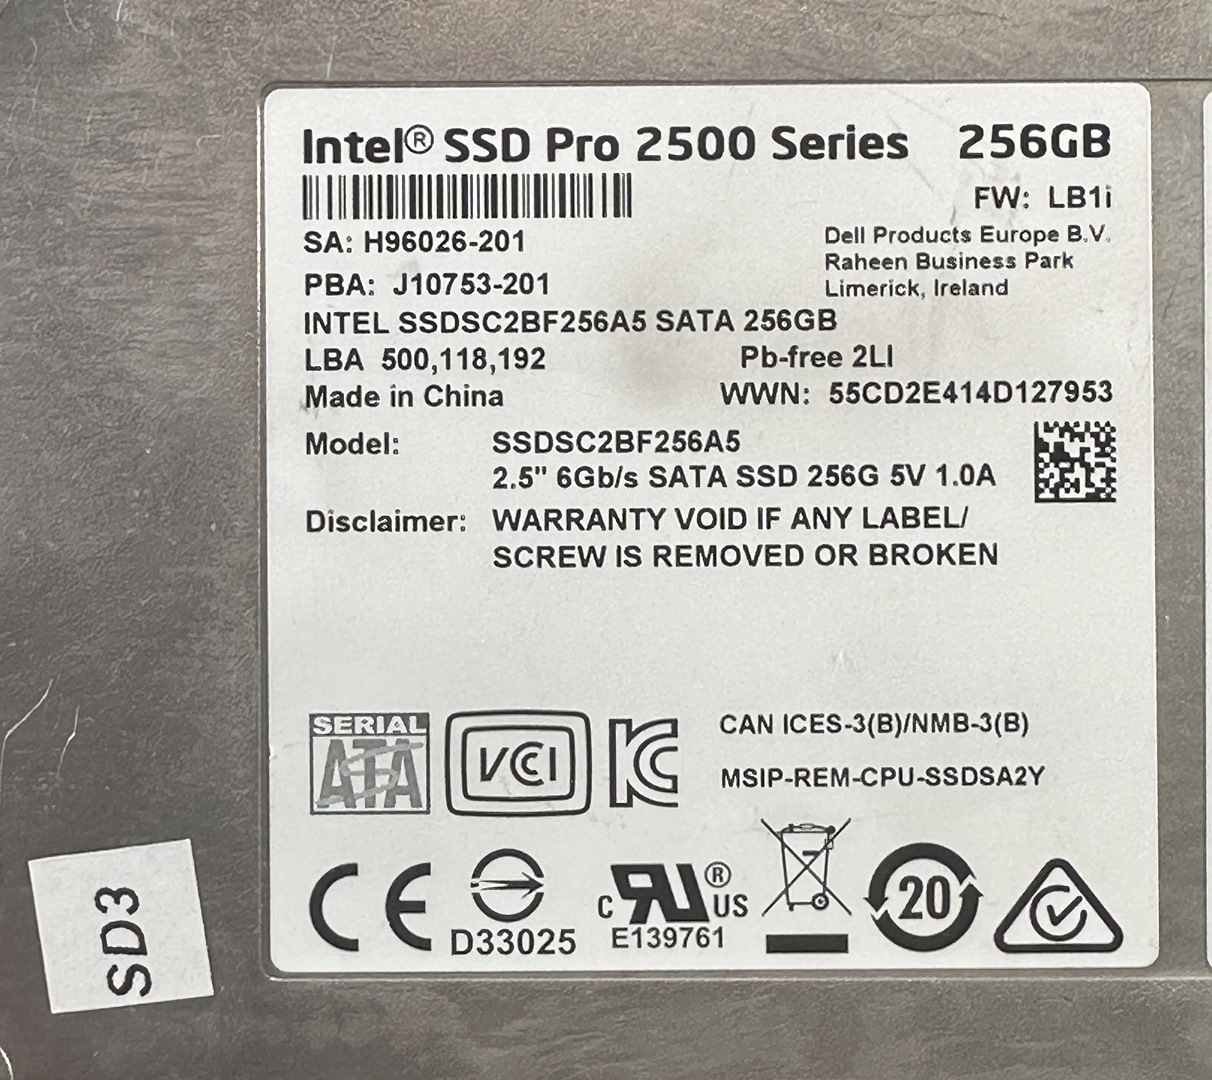 Intel® SSD Pro 2500 Series 256GB
FW: LB1i
SA: H96026-201
Dell Products Europe B.V.
Raheen Business Park
PBA: J10753-201
Limerick, Ireland
INTEL SSDSC2BF256A5 SATA 256GB
LBA 500,118,192 Pb-free 2LI
Made in China WWN: 55CD2E414D127953
Model: SSDSC2BF256A5
2.5" 6Gb/s SATA SSD 256G 5V 1.0A
Disclaimer: WARRANTY VOID IF ANY LABEL/
SCREW IS REMOVED OR BROKEN
SERIAL
ATA
VCI
KC
CAN ICES-3(B)/NMB-3(B)
MSIP-REM-CPU-SSDSA2Y
CE
D33025
c RU® US
E139761
20
SD3